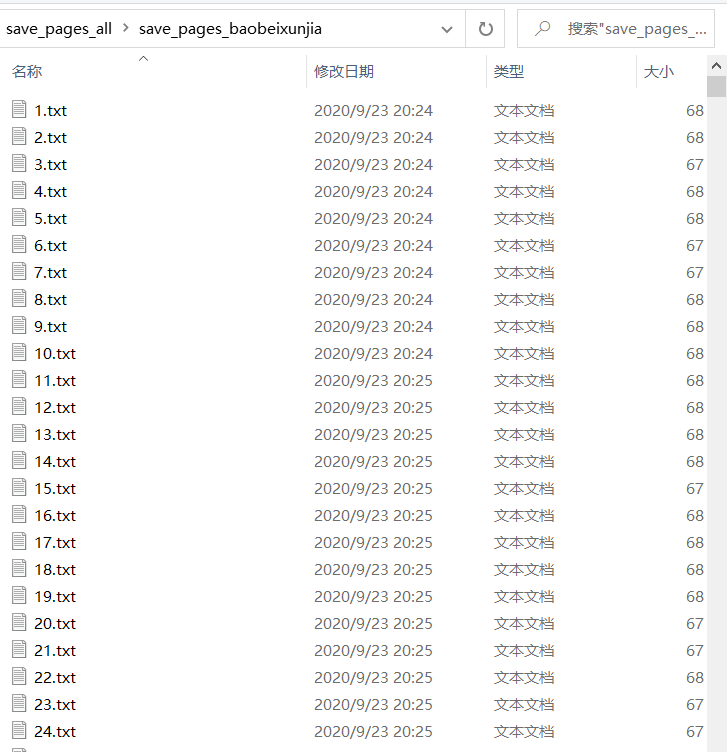 save_pages_all > save_pages_baobeixunjia 搜索"save_pages_...
名称 修改日期 类型 大小
1.txt 2020/9/23 20:24 文本文档 68
2.txt 2020/9/23 20:24 文本文档 68
3.txt 2020/9/23 20:24 文本文档 67
4.txt 2020/9/23 20:24 文本文档 68
5.txt 2020/9/23 20:24 文本文档 68
6.txt 2020/9/23 20:24 文本文档 67
7.txt 2020/9/23 20:24 文本文档 67
8.txt 2020/9/23 20:24 文本文档 68
9.txt 2020/9/23 20:24 文本文档 68
10.txt 2020/9/23 20:24 文本文档 68
11.txt 2020/9/23 20:25 文本文档 68
12.txt 2020/9/23 20:25 文本文档 68
13.txt 2020/9/23 20:25 文本文档 68
14.txt 2020/9/23 20:25 文本文档 68
15.txt 2020/9/23 20:25 文本文档 67
16.txt 2020/9/23 20:25 文本文档 68
17.txt 2020/9/23 20:25 文本文档 68
18.txt 2020/9/23 20:25 文本文档 68
19.txt 2020/9/23 20:25 文本文档 68
20.txt 2020/9/23 20:25 文本文档 67
21.txt 2020/9/23 20:25 文本文档 67
22.txt 2020/9/23 20:25 文本文档 68
23.txt 2020/9/23 20:25 文本文档 67
24.txt 2020/9/23 20:25 文本文档 67